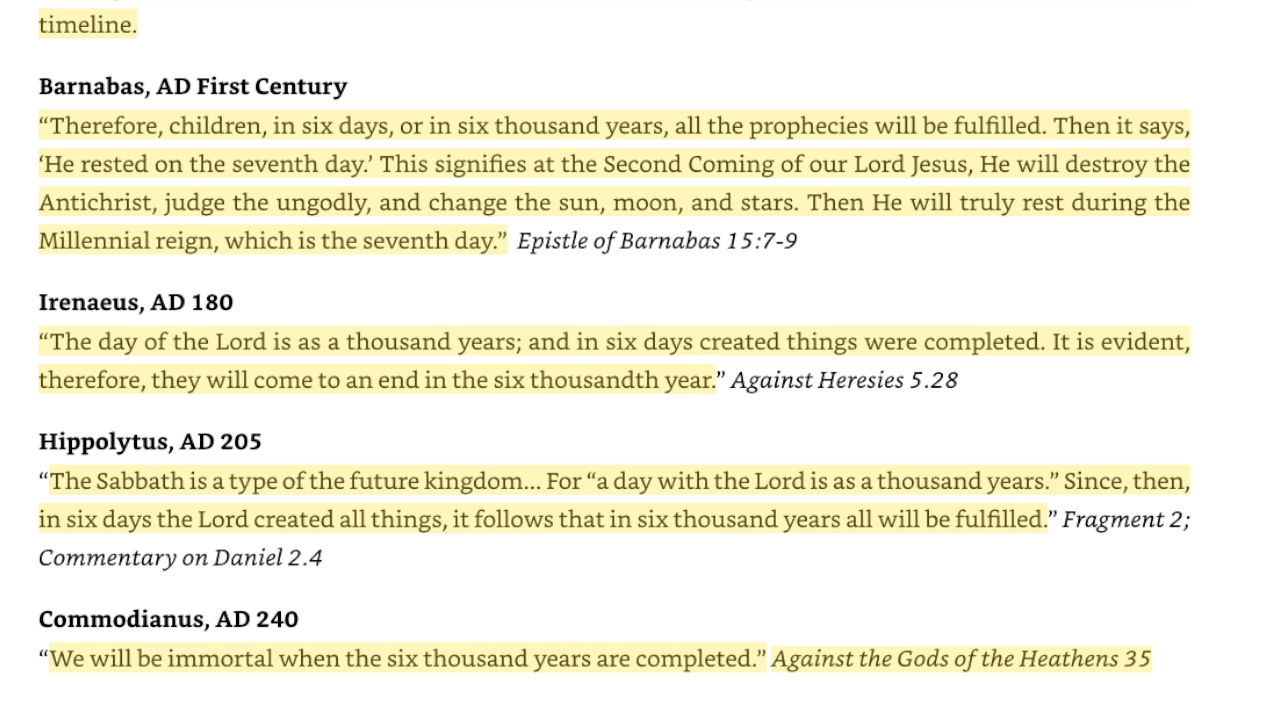 timeline.
Barnabas, AD First Century
“Therefore, children, in six days, or in six thousand years, all the prophecies will be fulfilled. Then it says,
‘He rested on the seventh day.’ This signifies at the Second Coming of our Lord Jesus, He will destroy the
Antichrist, judge the ungodly, and change the sun, moon, and stars. Then He will truly rest during the
Millennial reign, which is the seventh day.” Epistle of Barnabas 15:7-9
Irenaeus, AD 180
“The day of the Lord is as a thousand years; and in six days created things were completed. It is evident,
therefore, they will come to an end in the six thousandth year.” Against Heresies 5.28
Hippolytus, AD 205
“The Sabbath is a type of the future kingdom... For “a day with the Lord is as a thousand years.” Since, then,
in six days the Lord created all things, it follows that in six thousand years all will be fulfilled.” Fragment 2;
Commentary on Daniel 2.4
Commodianus, AD 240
“We will be immortal when the six thousand years are completed.” Against the Gods of the Heathens 35